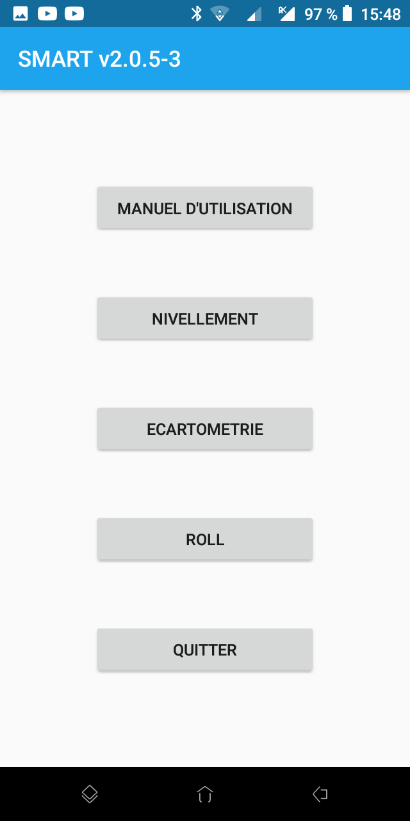 97 % 15:48
SMART v2.0.5-3
MANUEL D'UTILISATION
NIVELLEMENT
ECARTOMETRIE
ROLL
QUITTER